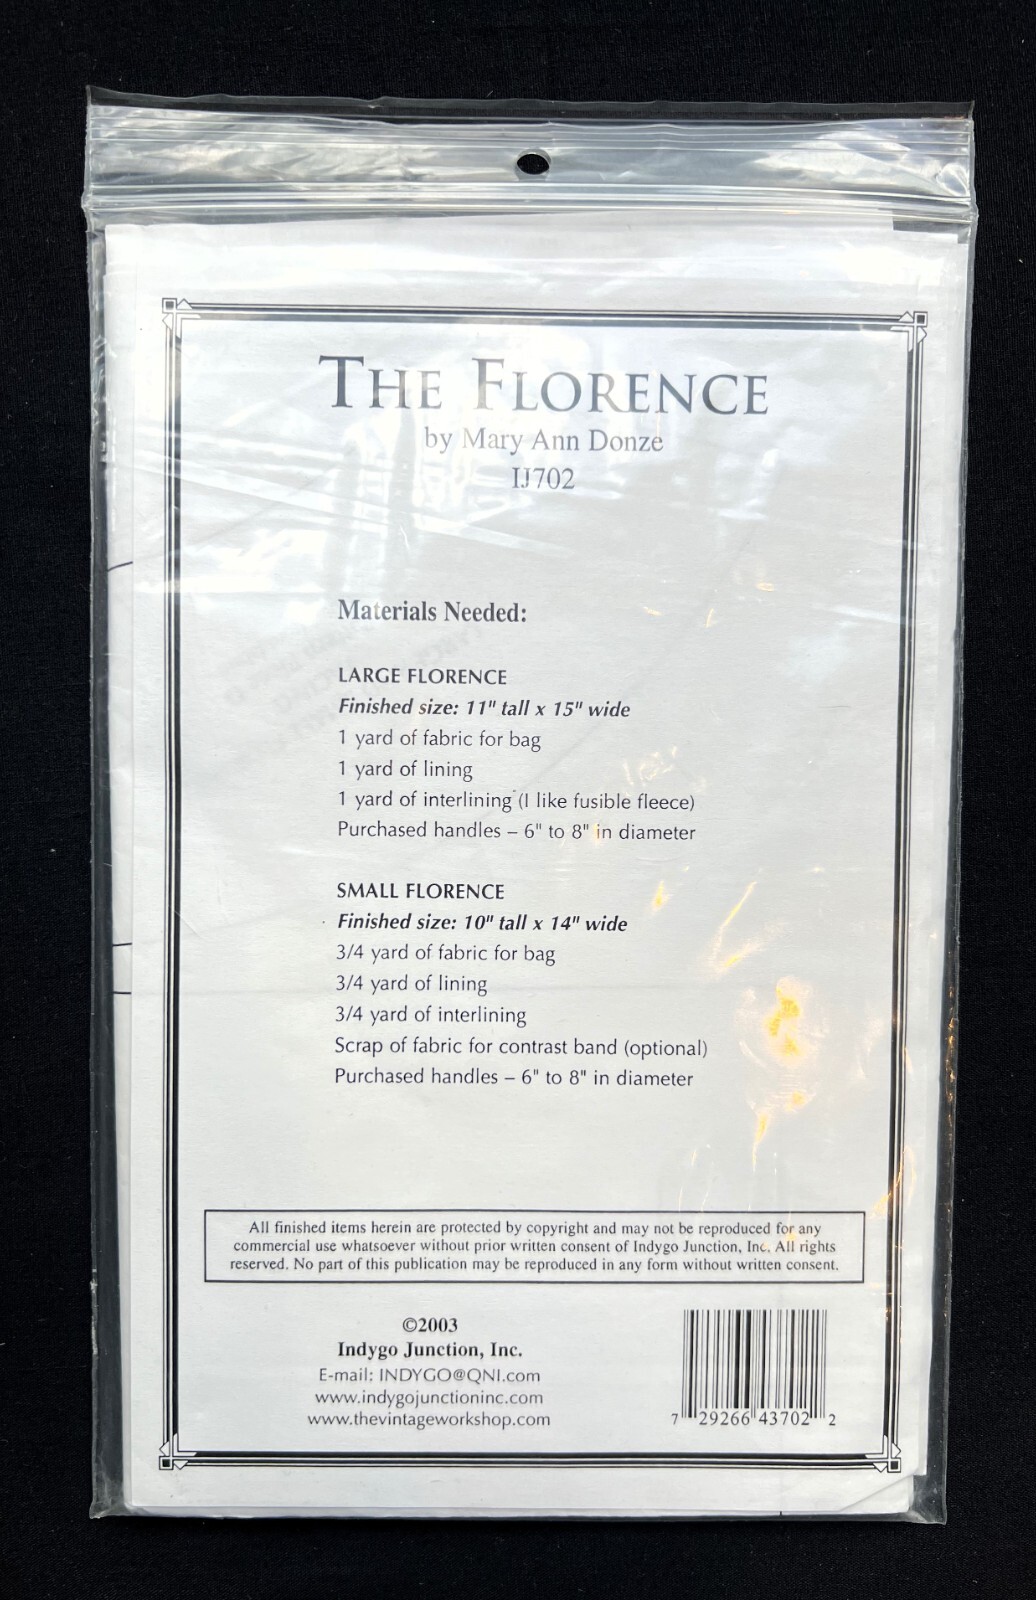 THE FLORENCE
by Mary Ann Donze
IJ702
Materials Needed:
LARGE FLORENCE
Finished size: 11" tall x 15" wide
1 yard of fabric for bag
1 yard of lining
1 yard of interlining (I like fusible fleece)
Purchased handles – 6" to 8" in diameter
SMALL FLORENCE
Finished size: 10" tall x 14" wide
3/4 yard of fabric for bag
3/4 yard of lining
3/4 yard of interlining
Scrap of fabric for contrast band (optional)
Purchased handles – 6" to 8" in diameter
All finished items herein are protected by copyright and may not be reproduced for any
commercial use whatsoever without prior written consent of Indygo Junction, Inc. All rights
reserved. No part of this publication may be reproduced in any form without written consent.
©2003
Indygo Junction, Inc.
E-mail: INDYGO@QNI.com
www.indygojunctioninc.com
www.thevintageworkshop.com
7 29266 43702 2